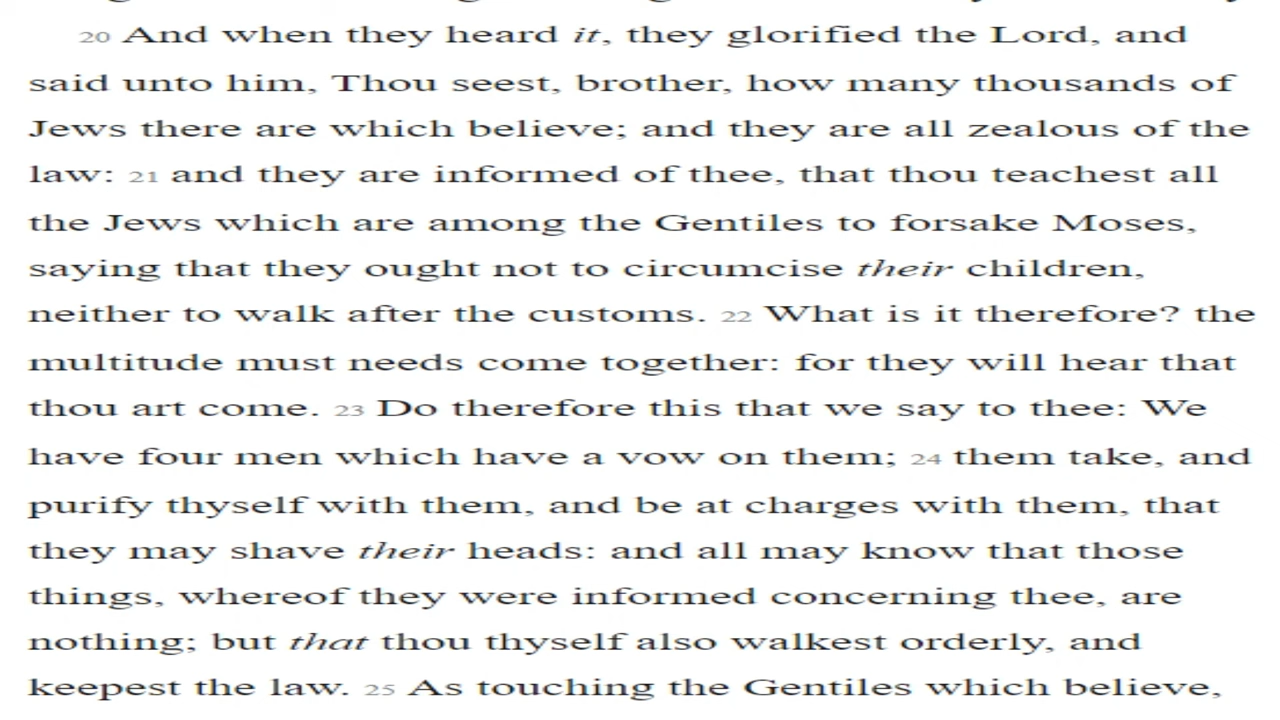 20 And when they heard it, they glorified the Lord, and
said unto him, Thou seest, brother, how many thousands of
Jews there are which believe; and they are all zealous of the
law: 21 and they are informed of thee, that thou teachest all
the Jews which are among the Gentiles to forsake Moses,
saying that they ought not to circumcise their children,
neither to walk after the customs. 22 What is it therefore? the
multitude must needs come together: for they will hear that
thou art come. 23 Do therefore this that we say to thee: We
have four men which have a vow on them; 24 them take, and
purify thyself with them, and be at charges with them, that
they may shave their heads: and all may know that those
things, whereof they were informed concerning thee, are
nothing; but that thou thyself also walkest orderly, and
keepest the law. 25 As touching the Gentiles which believe,